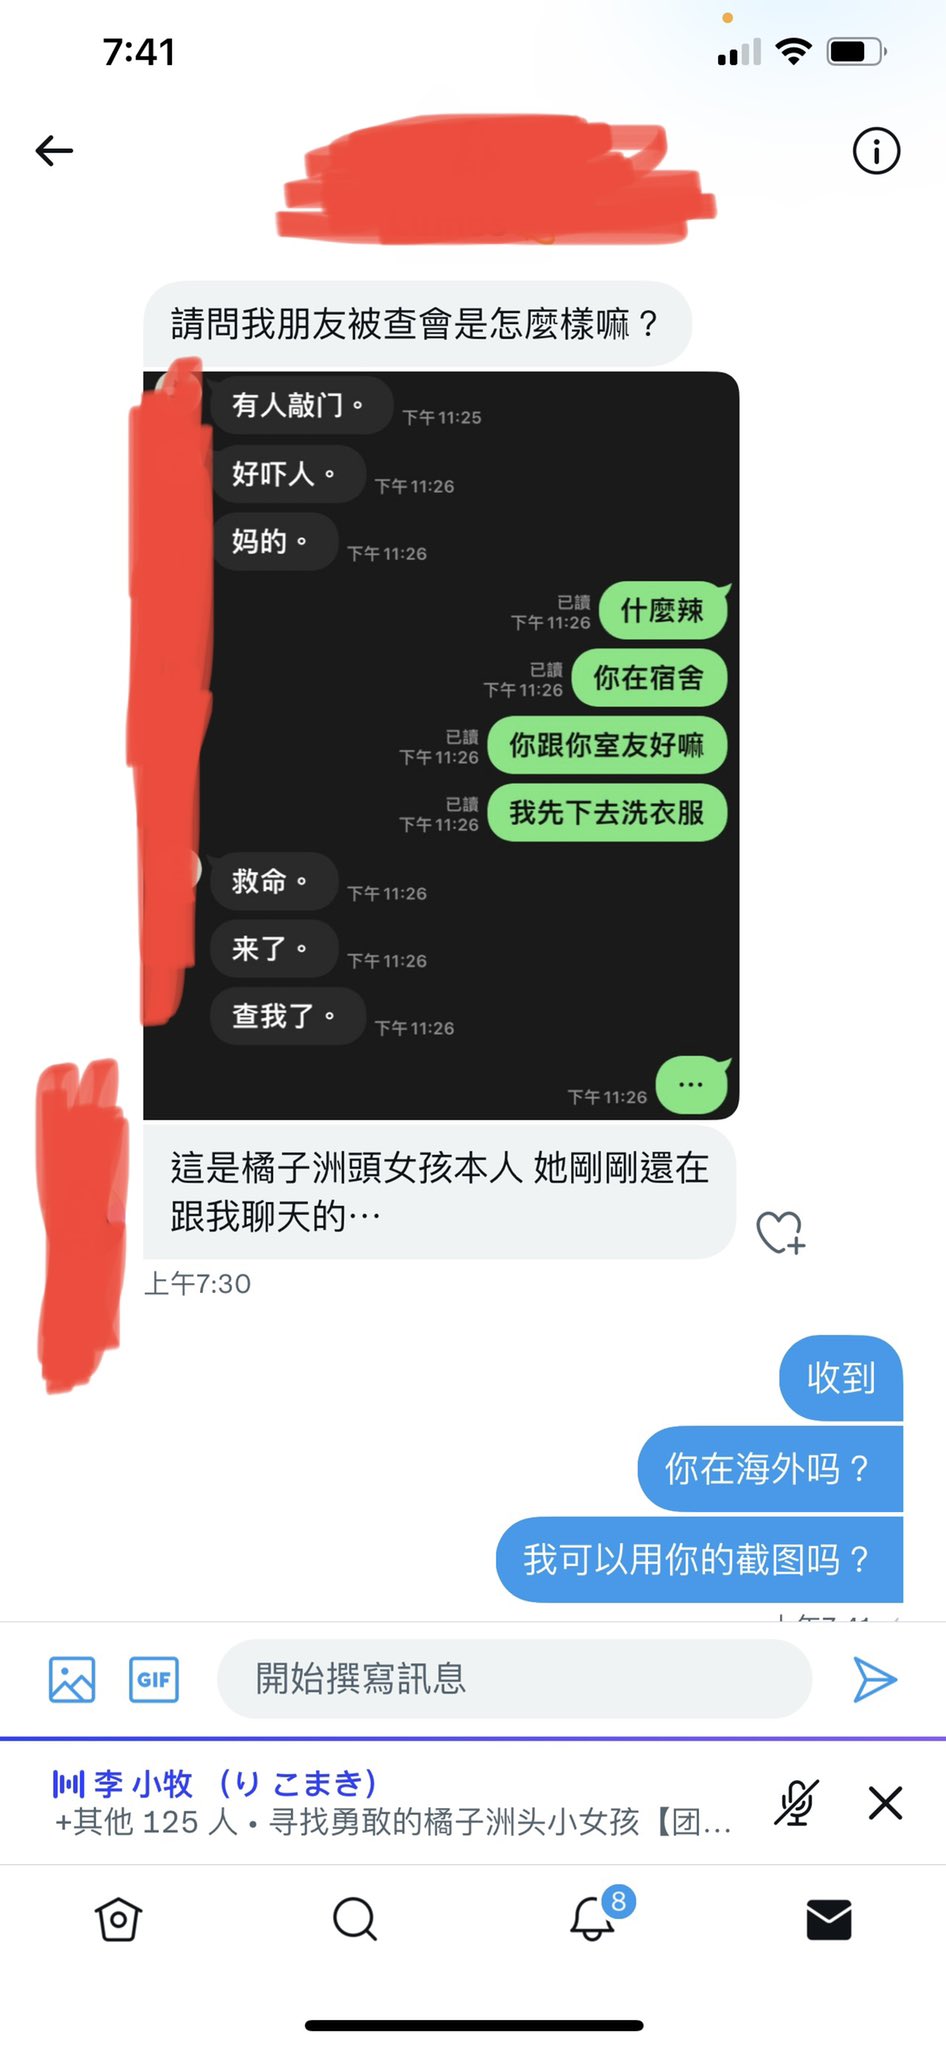 7:41
請問我朋友被查會是怎麼樣嘛？
有人敲门。
下午11:25
好吓人。
下午11:26
妈的。
下午11:26
已讀
下午11:26
什麼辣
已讀
下午11:26
你在宿舍
已讀
下午11:26
你跟你室友好嘛
已讀
下午11:26
我先下去洗衣服
救命。
下午11:26
来了。
下午11:26
查我了。
下午11:26
下午11:26
...
這是橘子洲頭女孩本人 她剛剛還在
跟我聊天的…
上午7:30
收到
你在海外吗？
我可以用你的截图吗？
GIF
開始撰寫訊息
李 小牧 （り こまき）
+其他 125 人 • 寻找勇敢的橘子洲头小女孩【团...
8